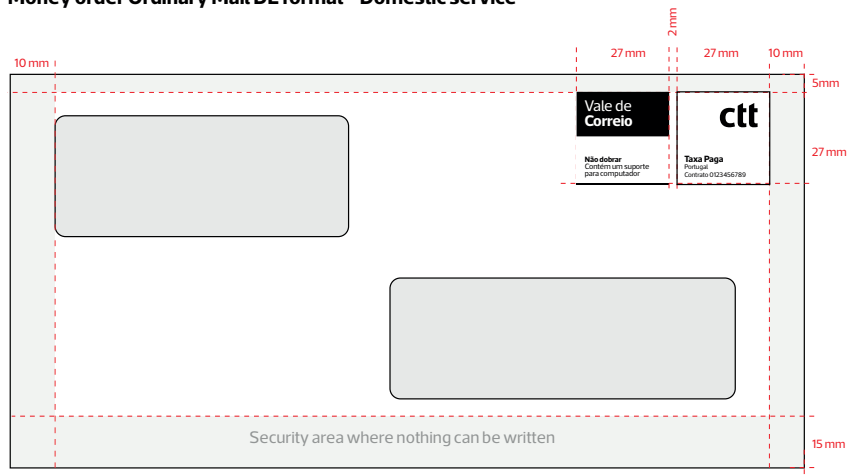 Money order Ordinary Mail DL format - Domestic service
2 mm
27 mm
27 mm
10 mm
10 mm
5mm
Vale de
Correio
ctt
27 mm
Não dobrar
Contém um suporte
para computador
Taxa Paga
Portugal
Contrato 0123456789
Security area where nothing can be written
15 mm